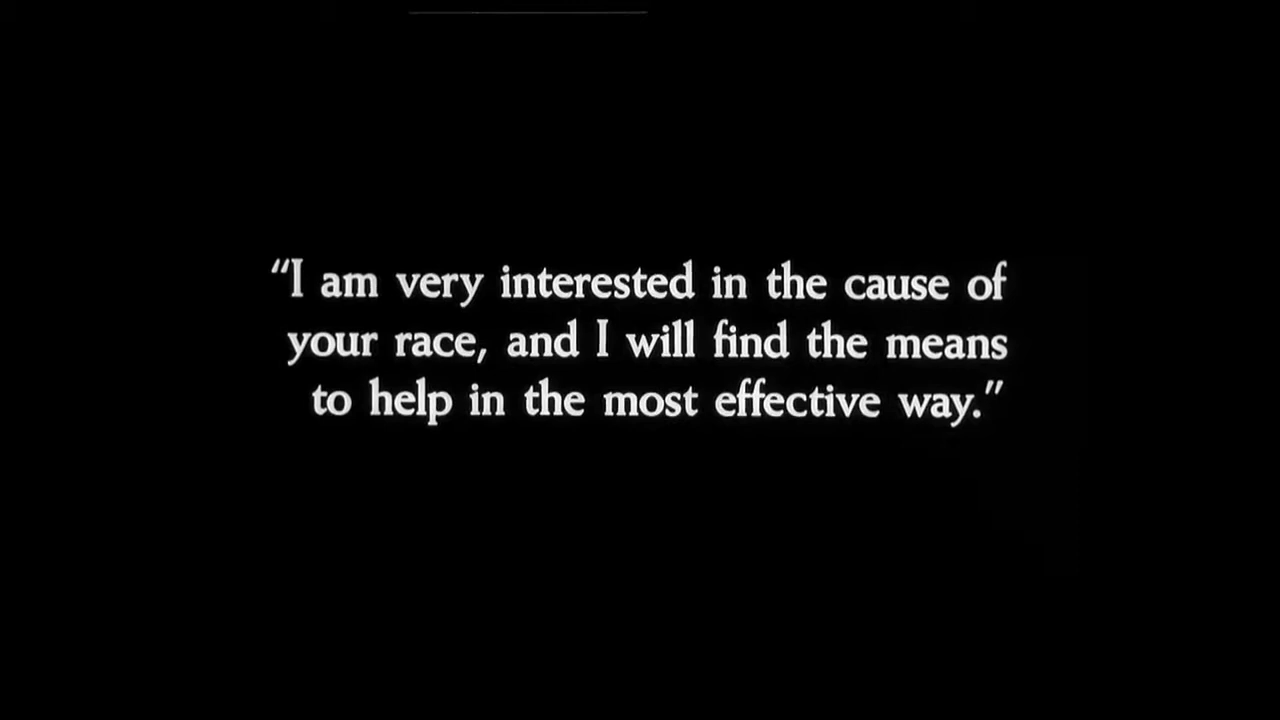 “I am very interested in the cause of
your race, and I will find the means
to help in the most effective way.”